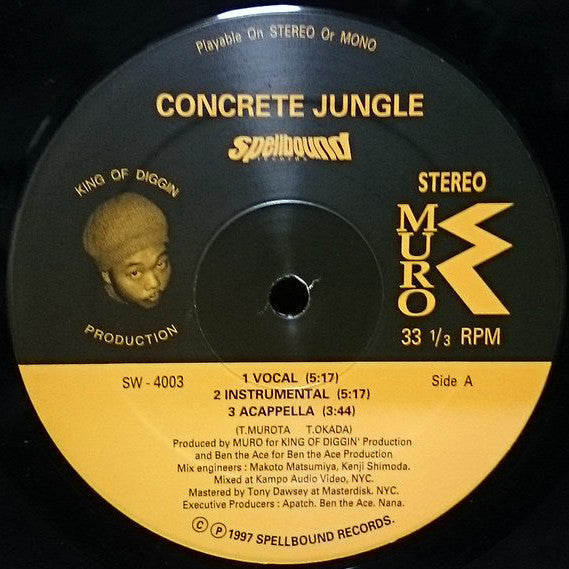 Playable On STEREO Or MONO
CONCRETE JUNGLE
Spellbound
RECORDS
KING OF DIGGIN
PRODUCTION
STEREO
MURO
33 1/3 RPM
SW - 4003
Side A
1 VOCAL (5:17)
2 INSTRUMENTAL (5:17)
3 ACAPPELLA (3:44)
(T.MUROTA T.OKADA)
Produced by MURO for KING OF DIGGIN' Production
and Ben the Ace for Ben the Ace Production
Mix engineers : Makoto Matsumiya, Kenji Shimoda.
Mixed at Kampo Audio Video, NYC.
Mastered by Tony Dawsey at Masterdisk. NYC.
Executive Producers : Apatch. Ben the Ace. Nana.
© ℗ 1997 SPELLBOUND RECORDS.